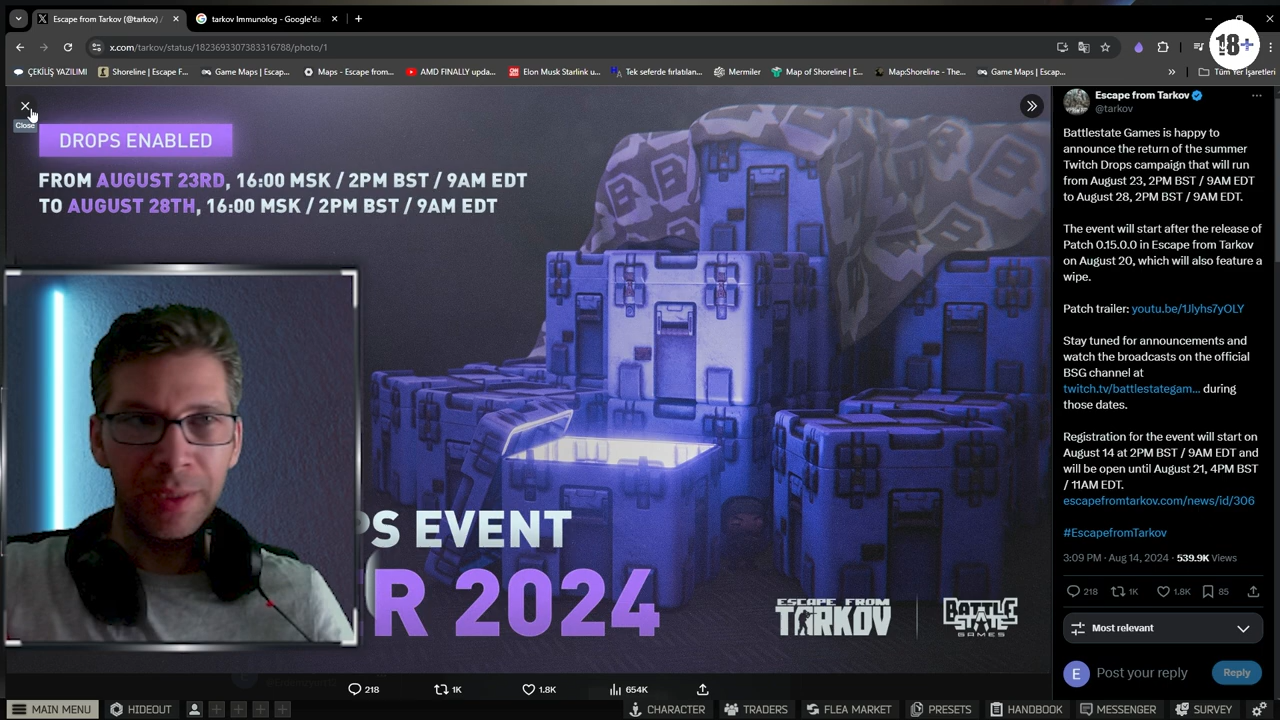 Escape from Tarkov (@tarkov) /
tarkov Immunolog - Google'da
x.com/tarkov/status/1823693307383316788/photo/1
18+
ÇEKİLİŞ YAZILIMI
Shoreline | Escape F...
Game Maps | Escap...
Maps - Escape from...
AMD FINALLY upda...
Elon Musk Starlink u...
Tek seferde fırlatılan...
Mermiler
Map of Shoreline | E...
Map:Shoreline - The...
Game Maps | Escap...
Tüm Yer İşaretleri
Close
DROPS ENABLED
FROM AUGUST 23RD, 16:00 MSK / 2PM BST / 9AM EDT
TO AUGUST 28TH, 16:00 MSK / 2PM BST / 9AM EDT
PS EVENT
R 2024
ESCAPE FROM
TARKOV
BATTLE
STATE
GAMES
218
1K
1.8K
654K
Escape from Tarkov
@tarkov
Battlestate Games is happy to
announce the return of the summer
Twitch Drops campaign that will run
from August 23, 2PM BST / 9AM EDT
to August 28, 2PM BST / 9AM EDT.
The event will start after the release of
Patch 0.15.0.0 in Escape from Tarkov
on August 20, which will also feature a
wipe.
Patch trailer: youtu.be/1Jlyhs7yOLY
Stay tuned for announcements and
watch the broadcasts on the official
BSG channel at
twitch.tv/battlestategam... during
those dates.
Registration for the event will start on
August 14 at 2PM BST / 9AM EDT and
will be open until August 21, 4PM BST
/ 11AM EDT.
escapefromtarkov.com/news/id/306
#EscapefromTarkov
3:09 PM · Aug 14, 2024 · 539.9K Views
218
1K
1.8K
85
Most relevant
E
Post your reply
Reply
MAIN MENU
HIDEOUT
CHARACTER
TRADERS
FLEA MARKET
PRESETS
HANDBOOK
MESSENGER
SURVEY